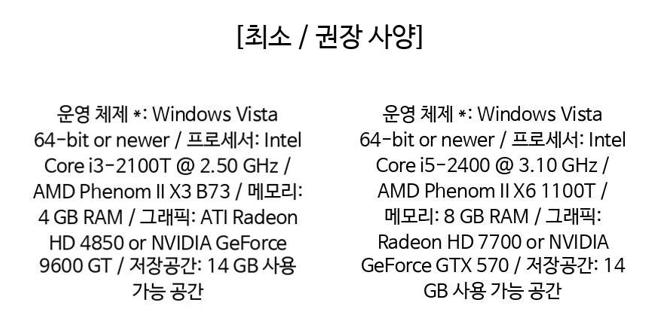 [최소 / 권장 사양]
운영 체제 *: Windows Vista
64-bit or newer / 프로세서: Intel
Core i3-2100T @ 2.50 GHz /
AMD Phenom II X3 B73 / 메모리:
4 GB RAM / 그래픽: ATI Radeon
HD 4850 or NVIDIA GeForce
9600 GT / 저장공간: 14 GB 사용
가능 공간
운영 체제 *: Windows Vista
64-bit or newer / 프로세서: Intel
Core i5-2400 @ 3.10 GHz /
AMD Phenom II X6 1100T /
메모리: 8 GB RAM / 그래픽:
Radeon HD 7700 or NVIDIA
GeForce GTX 570 / 저장공간: 14
GB 사용 가능 공간